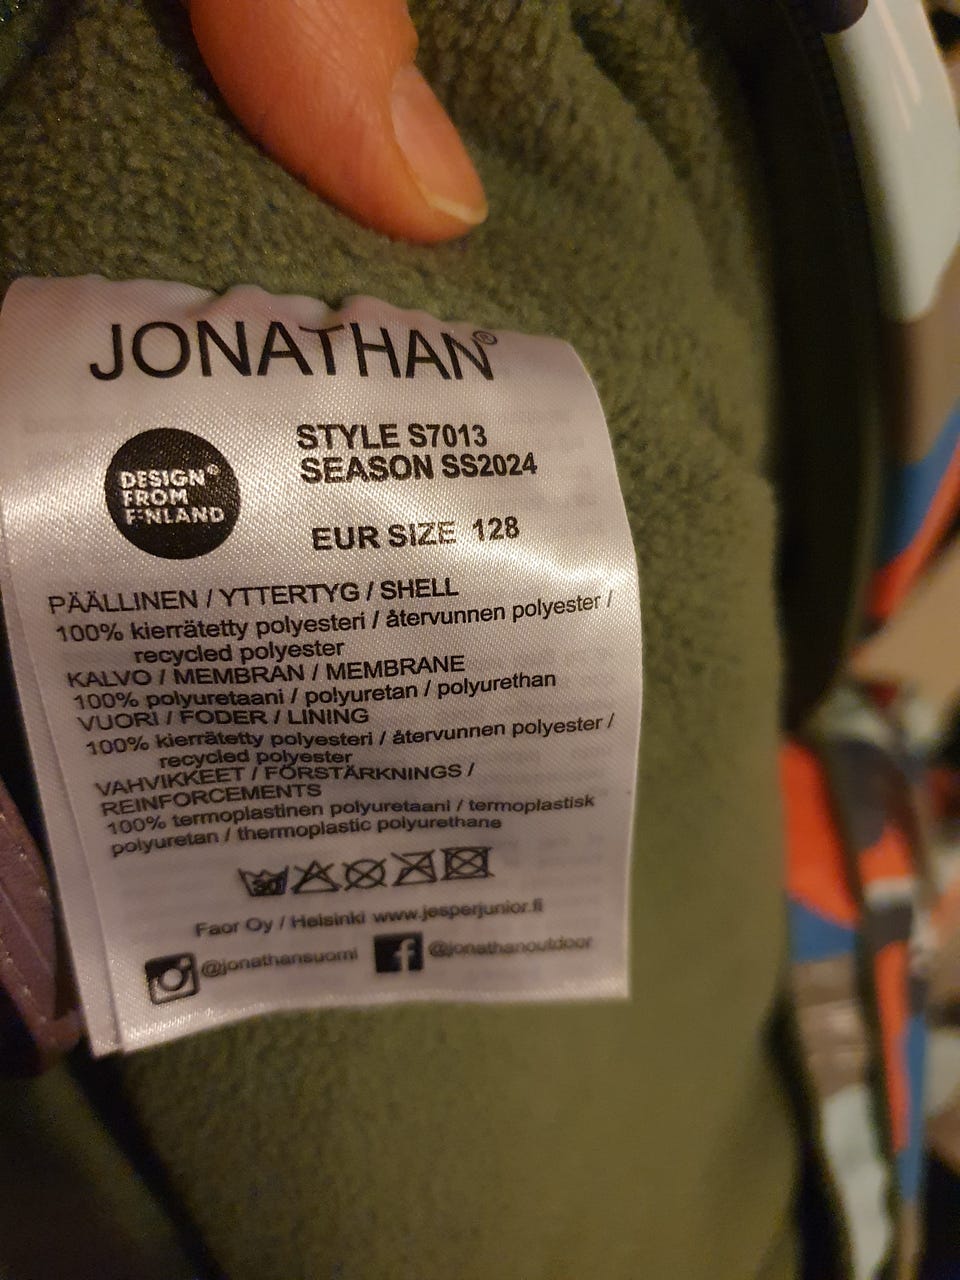 JONATHAN®
DESIGN®
FROM
FINLAND
STYLE S7013
SEASON SS2024
EUR SIZE 128
PÄÄLLINEN / YTTERTYG / SHELL
100% kierrätetty polyesteri / återvunnen polyester /
recycled polyester
KALVO / MEMBRAN / MEMBRANE
100% polyuretaani / polyuretan / polyurethan
VUORI / FODER / LINING
100% kierrätetty polyesteri / återvunnen polyester /
recycled polyester
VAHVIKKEET / FÖRSTÄRKNINGS /
REINFORCEMENTS
100% termoplastinen polyuretaani / termoplastisk
polyuretan / thermoplastic polyurethane
30
Faor Oy / Helsinki www.jesperjunior.fi
@jonathansuomi f @jonathanoutdoor